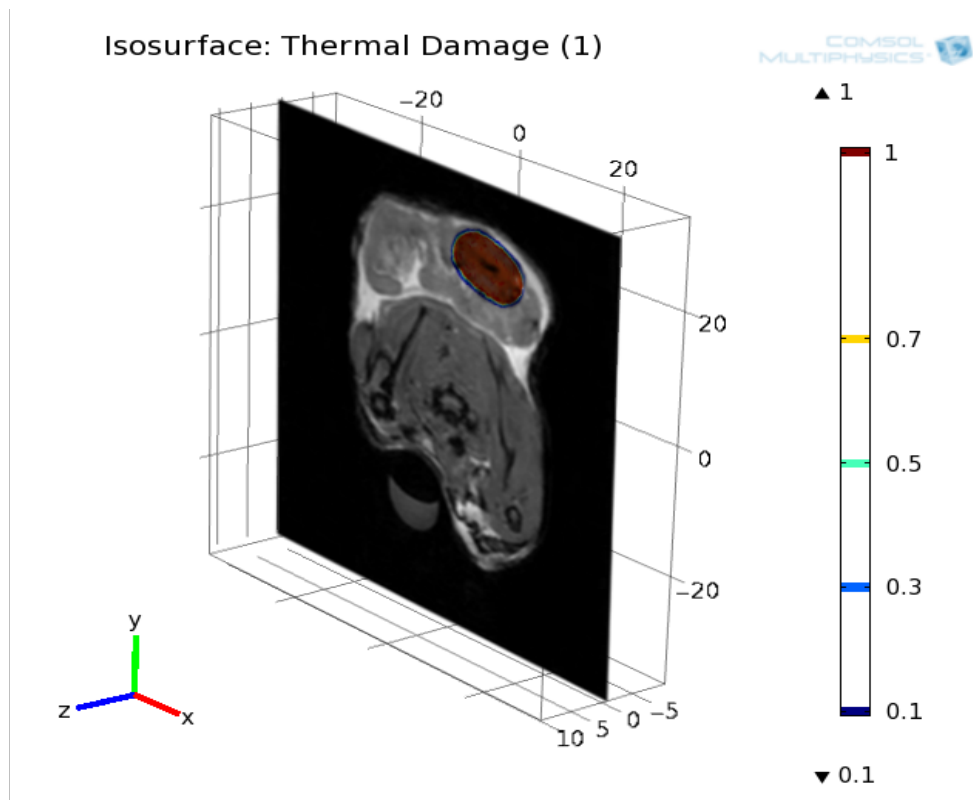 Isosurface: Thermal Damage (1)
COMSOL
MULTIPHYSICS®
▲ 1
−20
0
20
1
20
0.7
0
0.5
−20
0.3
y
z
x
−5
0
5
10
0.1
▼ 0.1